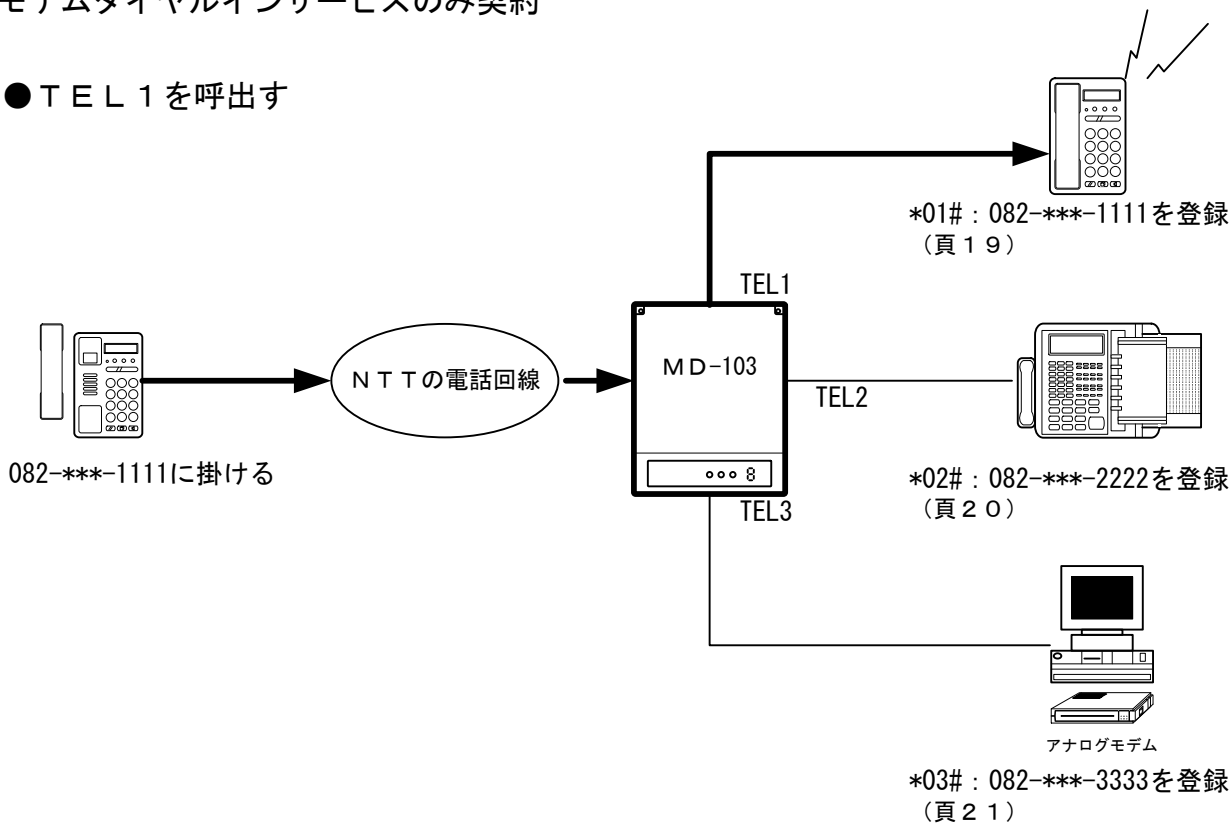 モデムダイヤルインサービスのみ契約
●ＴＥＬ１を呼出す
*01#：082-***-1111を登録
（頁１９）
TEL1
ＭＤ-103
ＮＴＴの電話回線
TEL2
082-***-1111に掛ける
*02#：082-***-2222を登録
（頁２０）
TEL3
アナログモデム
*03#：082-***-3333を登録
（頁２１）